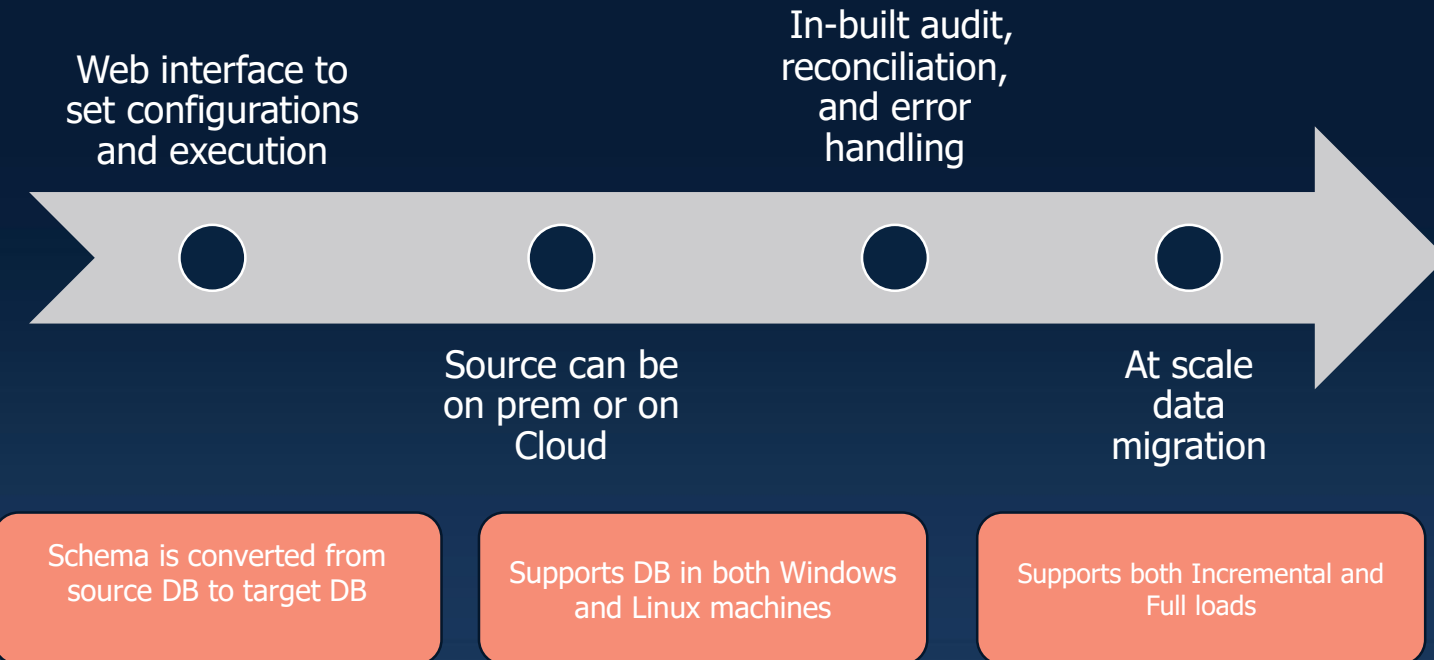 Web interface to
set configurations
and execution
Source can be
on prem or on
Cloud
In-built audit,
reconciliation,
and error
handling
At scale
data
migration
Schema is converted from
source DB to target DB
Supports DB in both Windows
and Linux machines
Supports both Incremental and
Full loads